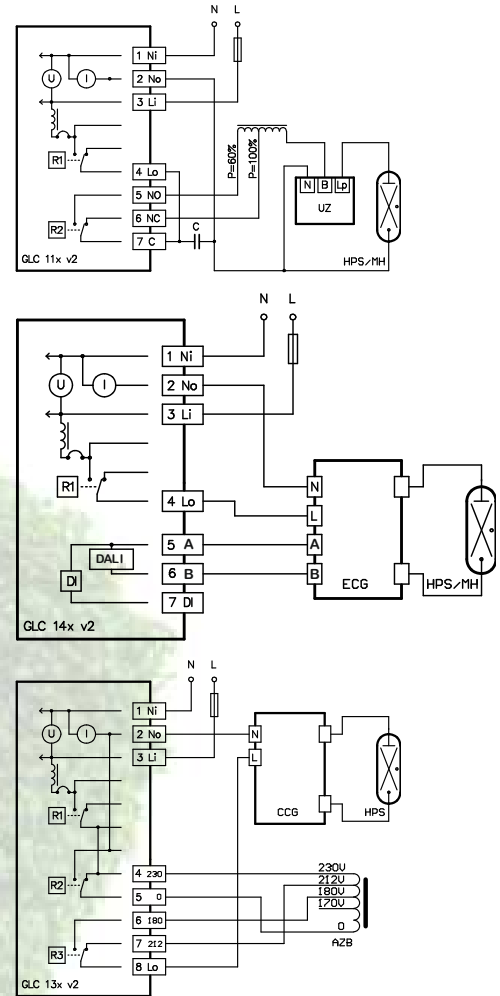 N L
1 Ni
2 No
3 Li
U
I
R1
R2
4 Lo
5 NO
6 NC
7 C
C
P=60%
P=100%
N B Lp
UZ
HPS/MH
GLC 11x v2
N L
1 Ni
2 No
3 Li
U
I
R1
4 Lo
5 A
6 B
7 DI
DALI
DI
N
L
A
B
ECG
HPS/MH
GLC 14x v2
N L
1 Ni
2 No
3 Li
U
I
R1
R2
R3
4 230
5 0
6 180
7 212
8 Lo
N
L
CCG
HPS
230V
212V
180V
170V
0
AZB
GLC 13x v2